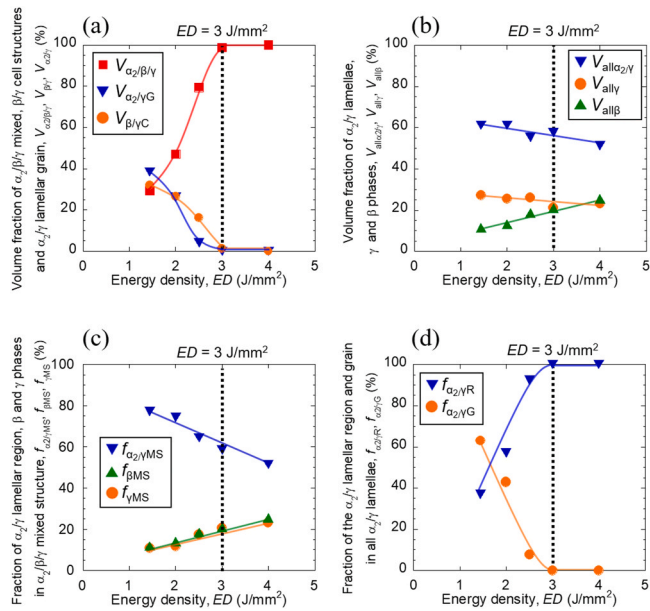 (a)
ED = 3 J/mm²
Volume fraction of α₂/β/γ mixed, β/γ cell structures
and α₂/γ lamellar grain, Vα2/β/γ, Vβ/γ, Vα2/γ (%)
100
80
60
40
20
0
Vα₂/β/γ
Vα₂/γG
Vβ/γC
0 1 2 3 4 5
Energy density, ED (J/mm²)
(b)
ED = 3 J/mm²
Volume fraction of α₂/γ lamellae,
γ and β phases, Vallα2/γ, Vallγ, Vallβ (%)
100
80
60
40
20
0
Vallα₂/γ
Vallγ
Vallβ
0 1 2 3 4 5
Energy density, ED (J/mm²)
(c)
ED = 3 J/mm²
Fraction of α₂/γ lamellar region, β and γ phases
in α₂/β/γ mixed structure, fα2/γMS, fβMS, fγMS (%)
100
80
60
40
20
0
fα₂/γMS
fβMS
fγMS
0 1 2 3 4 5
Energy density, ED (J/mm²)
(d)
ED = 3 J/mm²
Fraction of the α₂/γ lamellar region and grain
in all α₂/γ lamellae, fα2/γR, fα2/γG (%)
100
80
60
40
20
0
fα₂/γR
fα₂/γG
0 1 2 3 4 5
Energy density, ED (J/mm²)